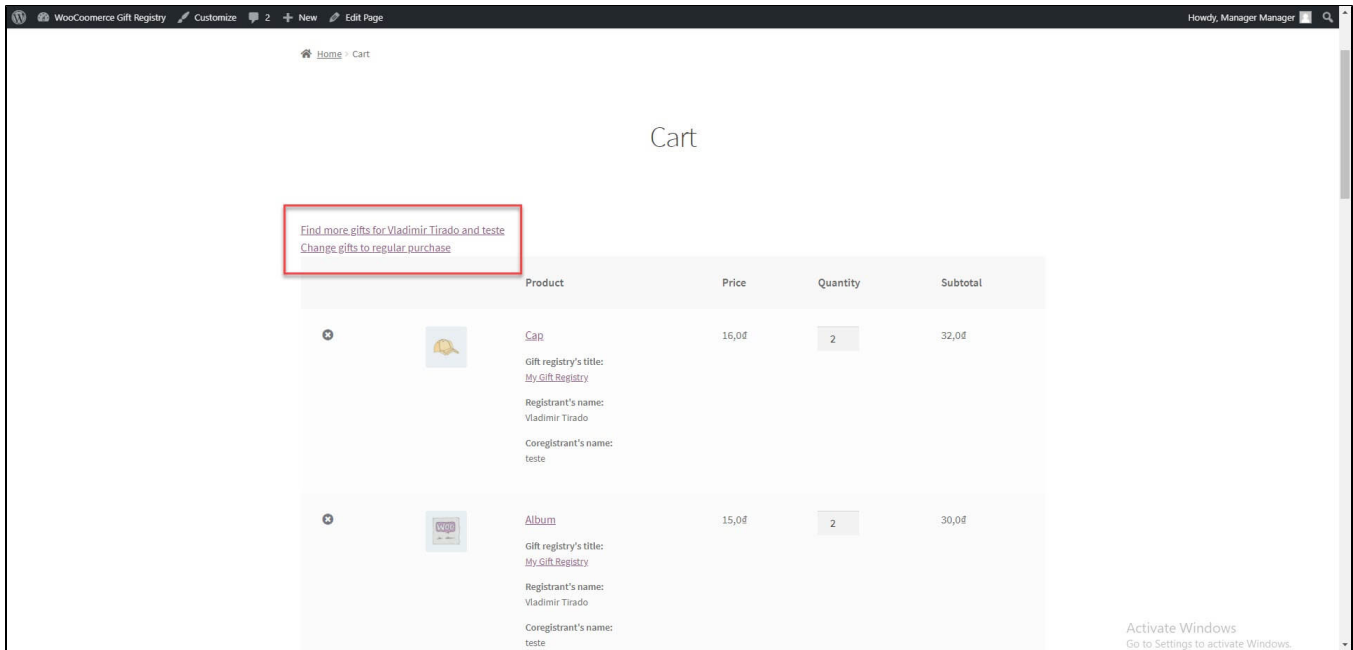 WooCoomerce Gift Registry Customize 2 New Edit Page Howdy, Manager Manager
Home > Cart
Cart
Find more gifts for Vladimir Tirado and teste
Change gifts to regular purchase
Product Price Quantity Subtotal
Cap 16,0₫ 2 32,0₫
Gift registry's title:
My Gift Registry
Registrant's name:
Vladimir Tirado
Coregistrant's name:
teste
Album 15,0₫ 2 30,0₫
Gift registry's title:
My Gift Registry
Registrant's name:
Vladimir Tirado
Coregistrant's name:
teste
Activate Windows
Go to Settings to activate Windows.